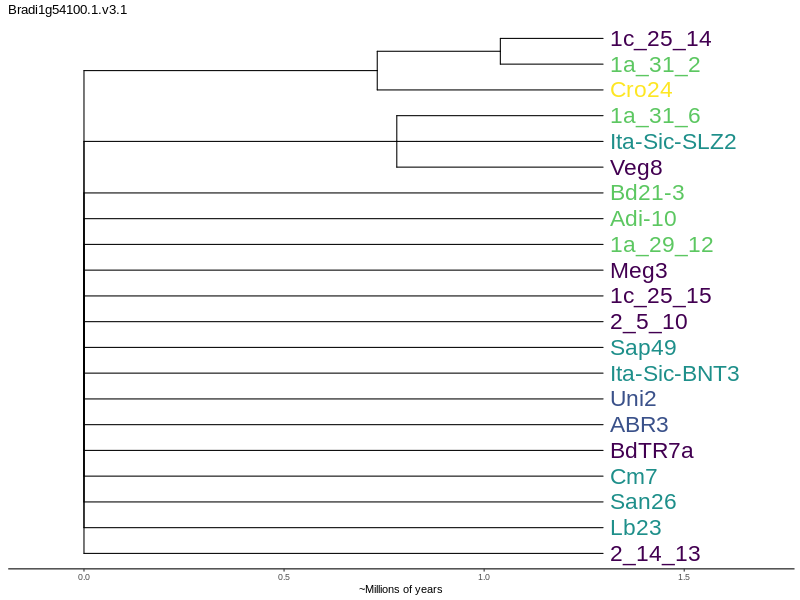 Bradi1g54100.1.v3.1
1c_25_14
1a_31_2
Cro24
1a_31_6
Ita-Sic-SLZ2
Veg8
Bd21-3
Adi-10
1a_29_12
Meg3
1c_25_15
2_5_10
Sap49
Ita-Sic-BNT3
Uni2
ABR3
BdTR7a
Cm7
San26
Lb23
2_14_13
0.0 0.5 1.0 1.5
~Millions of years